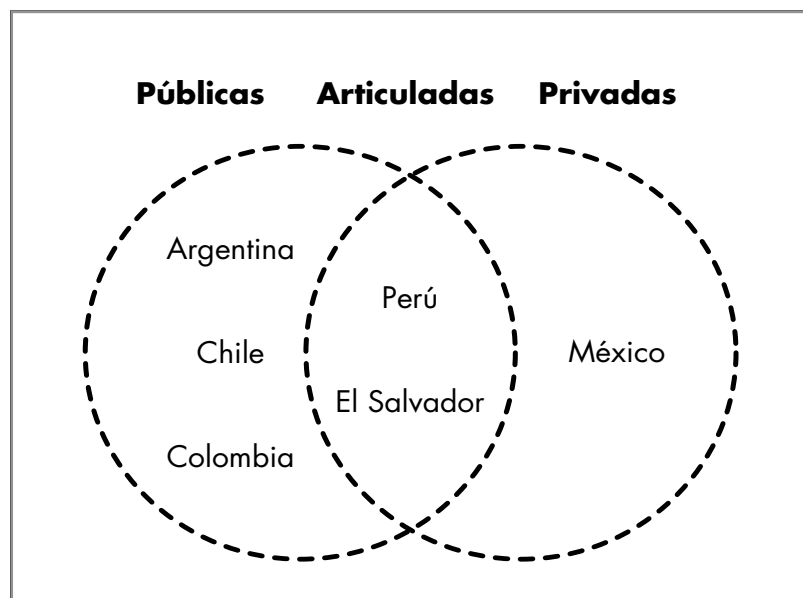 Públicas Articuladas Privadas
Argentina
Perú
Chile
México
El Salvador
Colombia